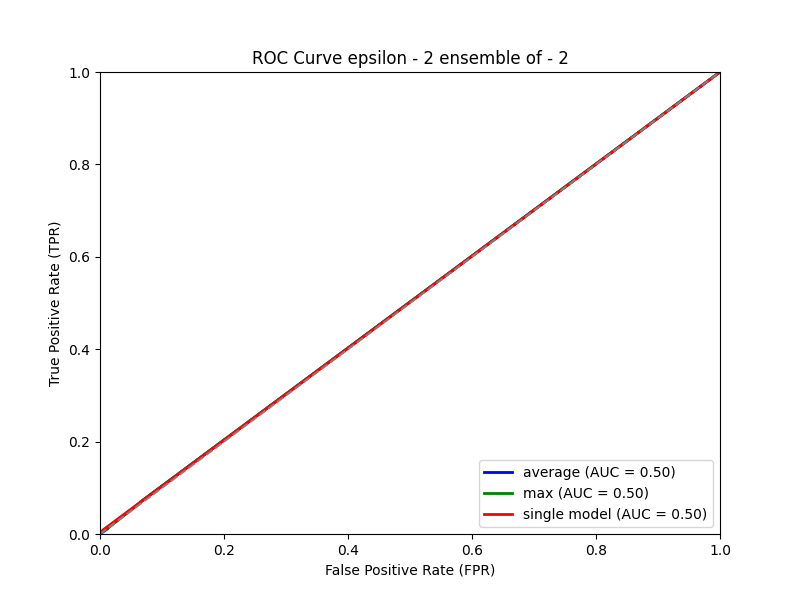 ROC Curve epsilon - 2 ensemble of - 2
1.0
0.8
0.6
0.4
0.2
0.0
True Positive Rate (TPR)
average (AUC = 0.50)
max (AUC = 0.50)
single model (AUC = 0.50)
0.0 0.2 0.4 0.6 0.8 1.0
False Positive Rate (FPR)